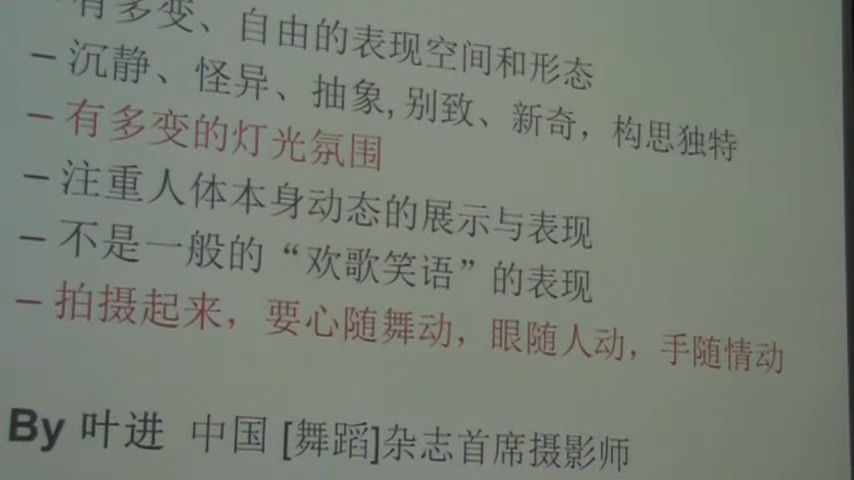 – 有多变、自由的表现空间和形态
– 沉静、怪异、抽象,别致、新奇，构思独特
– 有多变的灯光氛围
– 注重人体本身动态的展示与表现
– 不是一般的“欢歌笑语”的表现
– 拍摄起来，要心随舞动，眼随人动，手随情动
By 叶进 中国 [舞蹈]杂志首席摄影师